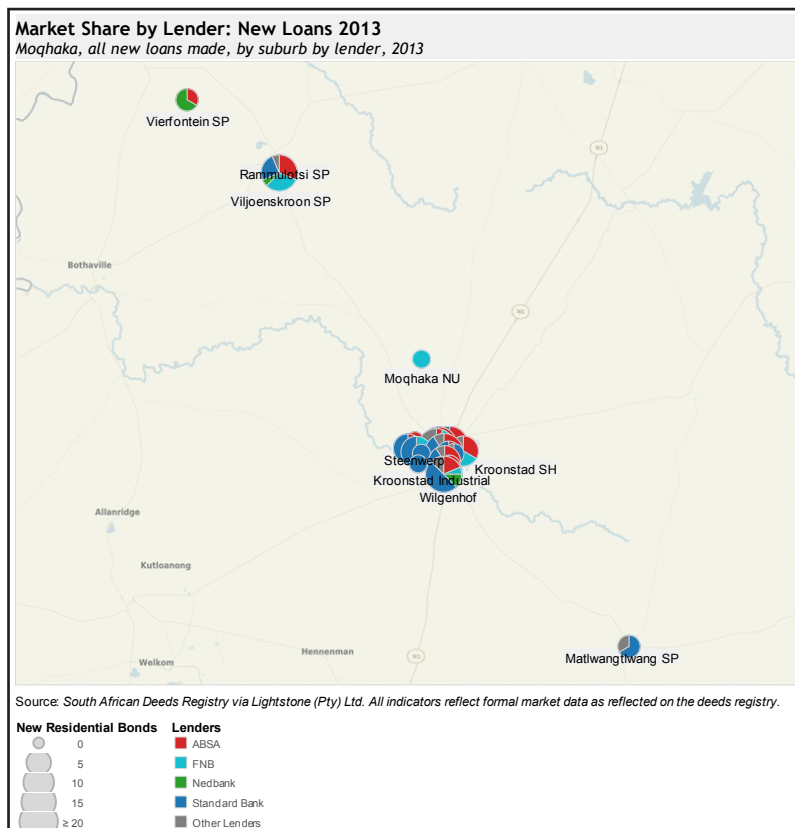 Market Share by Lender: New Loans 2013
Moqhaka, all new loans made, by suburb by lender, 2013
Vierfontein SP
N1
Rammulotsi SP
Viljoenskroon SP
Bothaville
N1
Moqhaka NU
Steenwerp
Kroonstad SH
Kroonstad Industrial
Wilgenhof
Allanridge
Kutloanong
Hennenman
N1
Matlwangtlwang SP
Welkom
Source: South African Deeds Registry via Lightstone (Pty) Ltd. All indicators reflect formal market data as reflected on the deeds registry.
New Residential Bonds
0
5
10
15
≥ 20
Lenders
ABSA
FNB
Nedbank
Standard Bank
Other Lenders